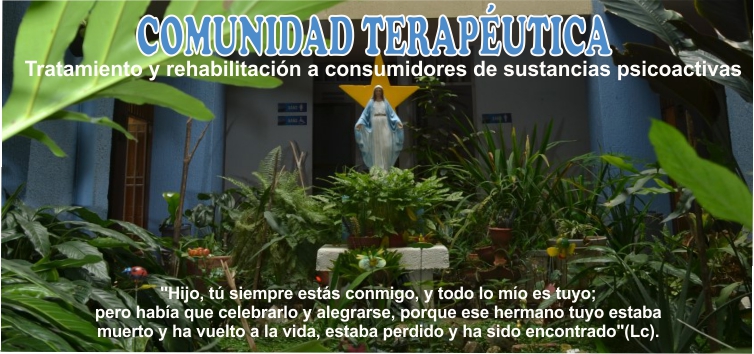 COMUNIDAD TERAPÉUTICA
Tratamiento y rehabilitación a consumidores de sustancias psicoactivas
"Hijo, tú siempre estás conmigo, y todo lo mío es tuyo;
pero había que celebrarlo y alegrarse, porque ese hermano tuyo estaba
muerto y ha vuelto a la vida, estaba perdido y ha sido encontrado"(Lc).